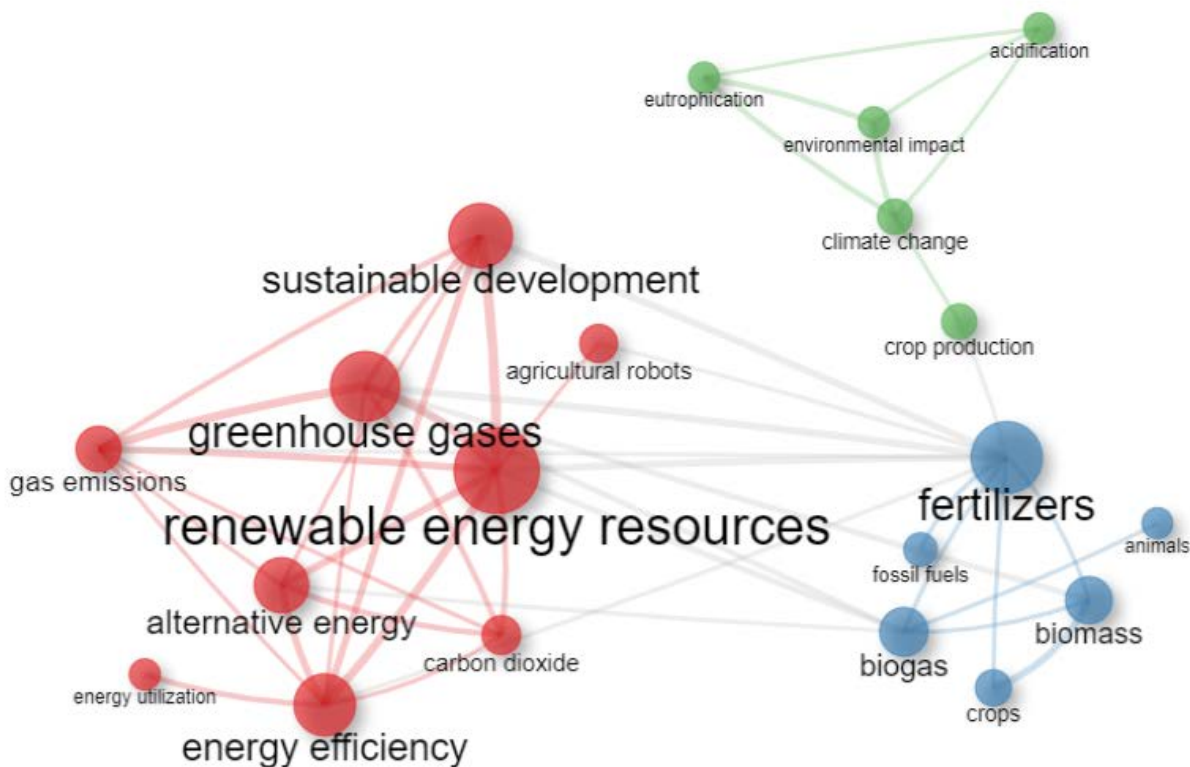 acidification
eutrophication
environmental impact
climate change
sustainable development
crop production
agricultural robots
greenhouse gases
gas emissions
renewable energy resources
fertilizers
animals
fossil fuels
alternative energy
biomass
carbon dioxide
biogas
energy utilization
crops
energy efficiency